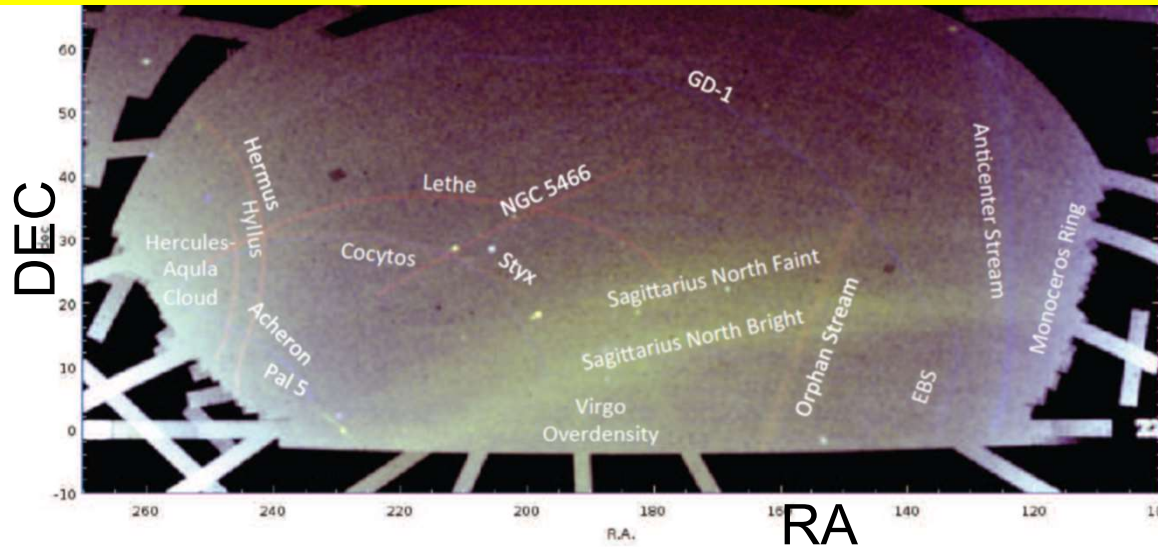 60
50
40
30
20
10
0
-10
DEC
GD-1
Hermus
Hyllus
Lethe
NGC 5466
Anticenter Stream
Monoceros Ring
Hercules-
Aqula
Cloud
Cocytos
Styx
Sagittarius North Faint
Sagittarius North Bright
Orphan Stream
Acheron
Pal 5
EBS
Virgo
Overdensity
260
240
220
200
180
160
140
120
R.A.
RA